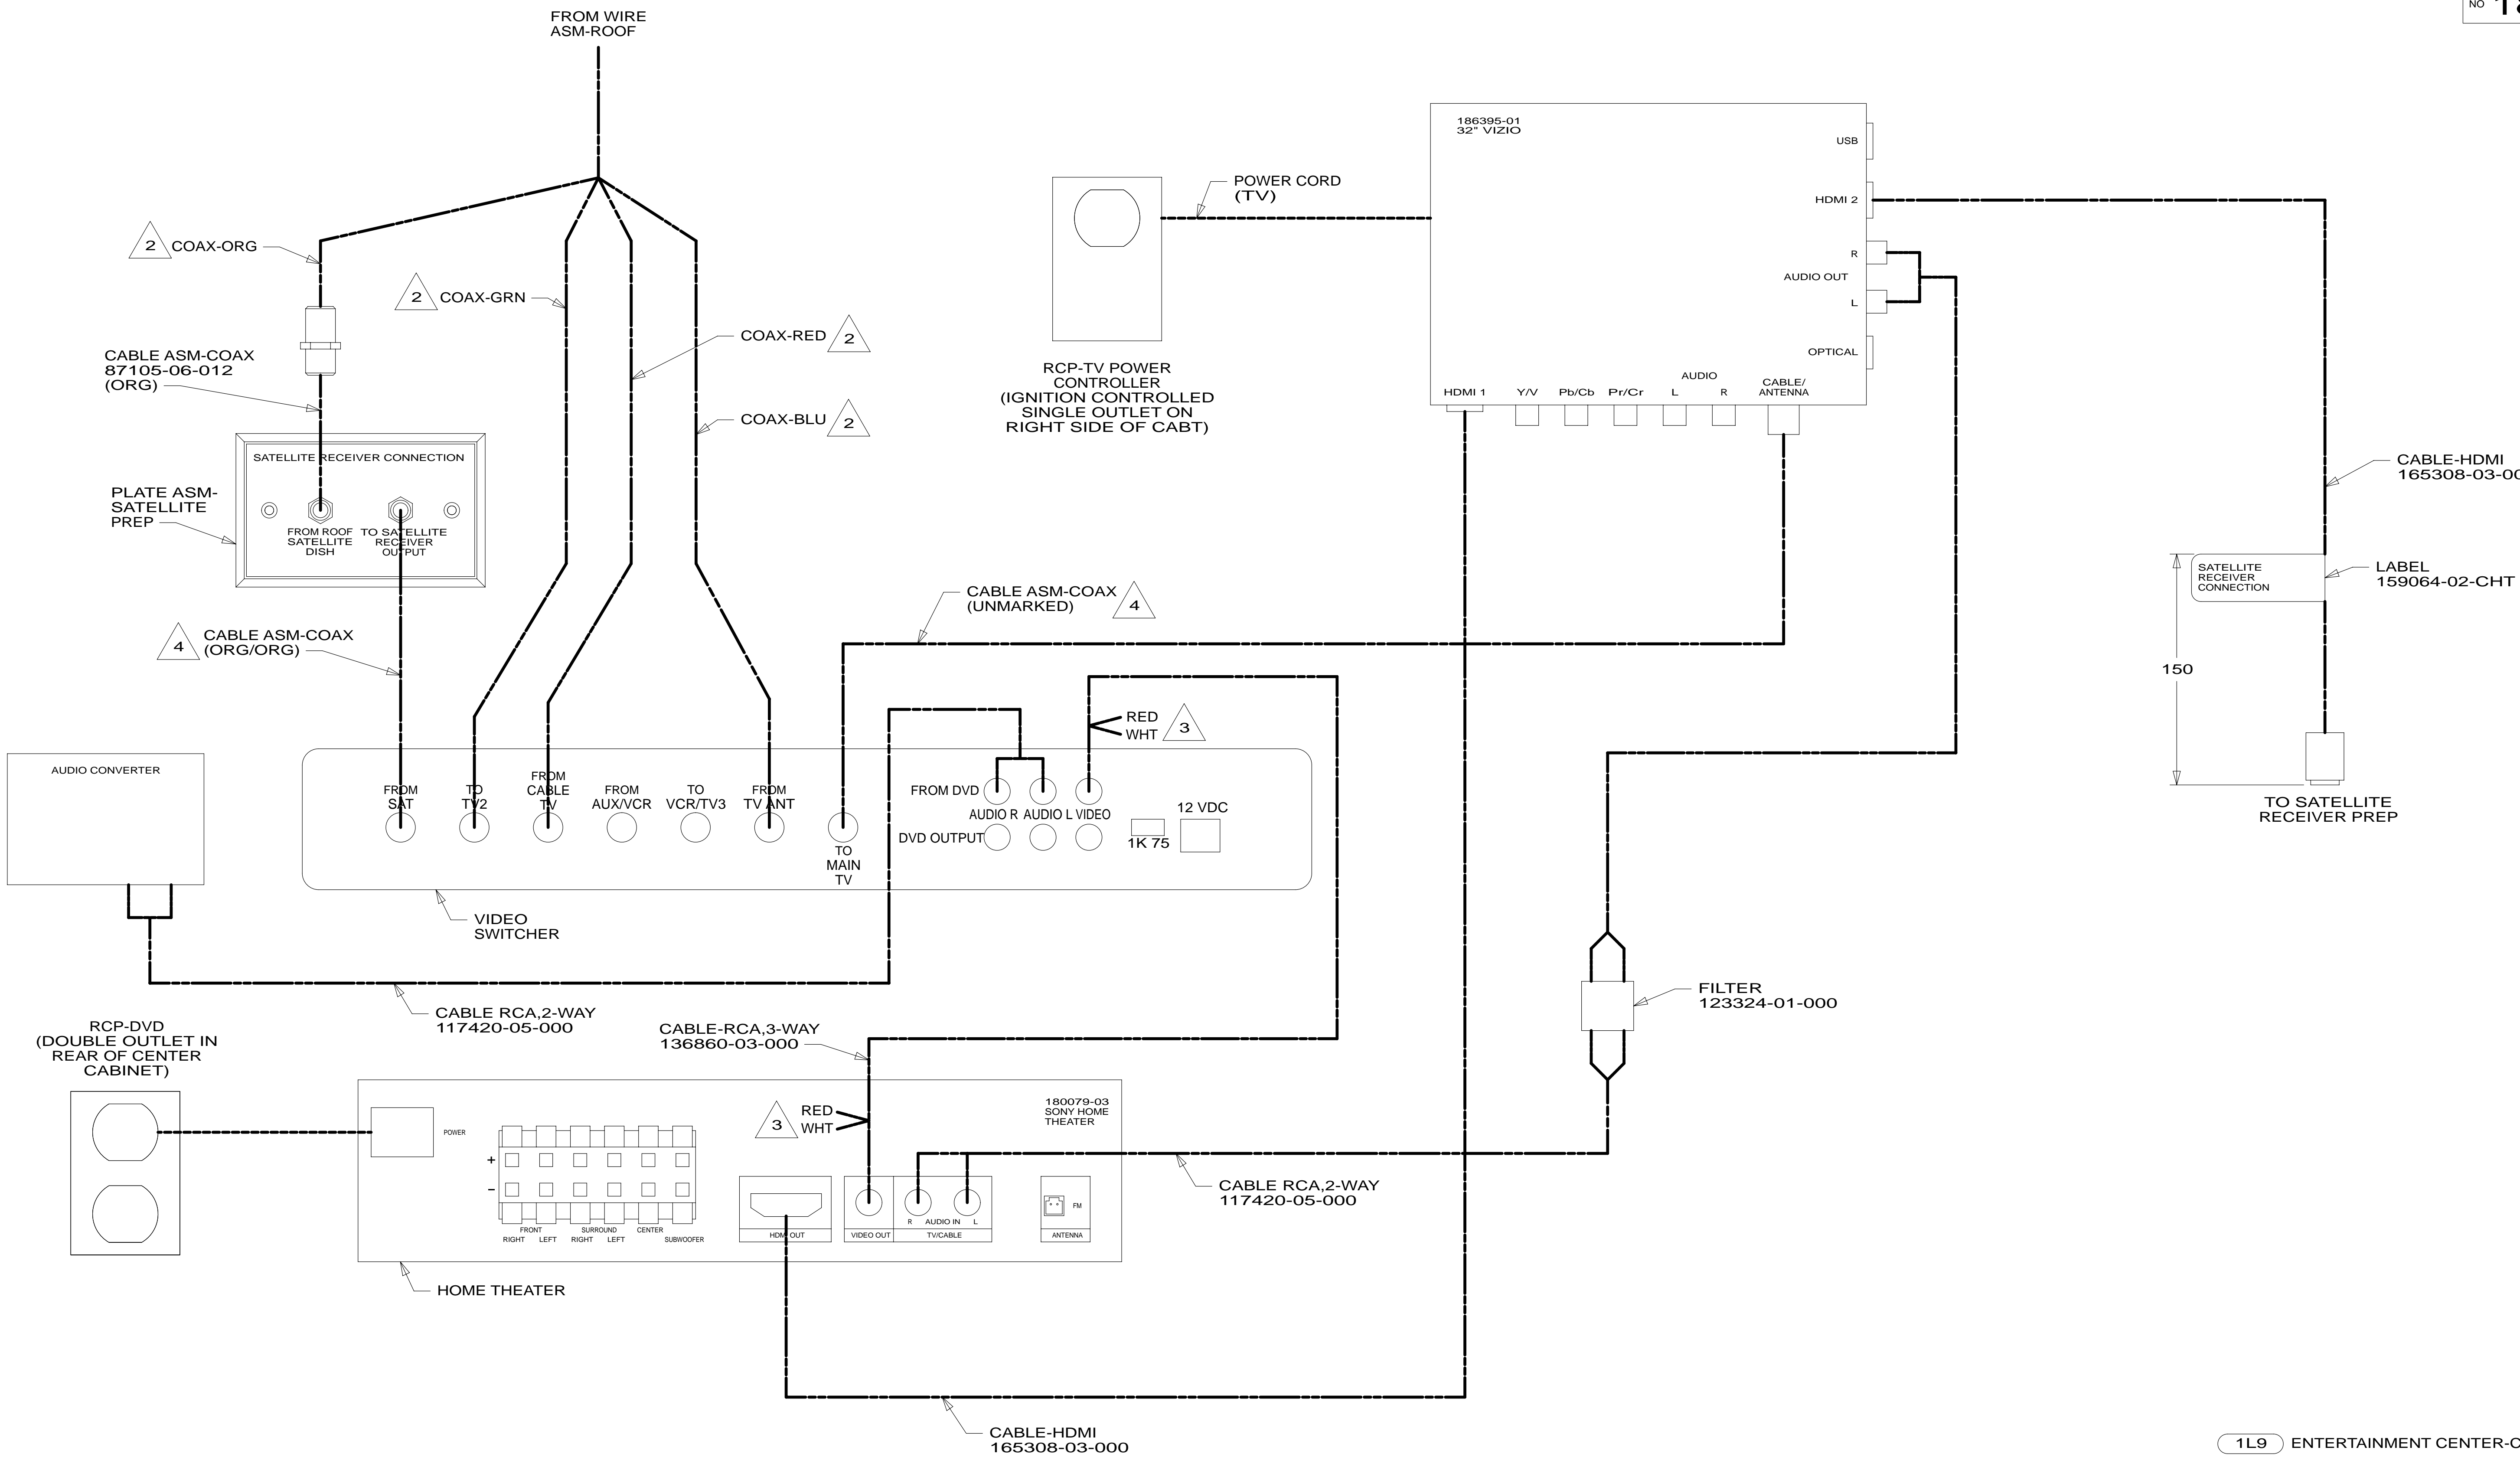 FROM WIRE
ASM-ROOF
NO
186395-01
32" VIZIO
USB
HDMI 2
R
AUDIO OUT
L
OPTICAL
HDMI 1
Y/V
Pb/Cb
Pr/Cr
AUDIO
L
R
CABLE/
ANTENNA
POWER CORD
(TV)
RCP-TV POWER
CONTROLLER
(IGNITION CONTROLLED
SINGLE OUTLET ON
RIGHT SIDE OF CABT)
2 COAX-ORG
2 COAX-GRN
COAX-RED 2
COAX-BLU 2
CABLE ASM-COAX
87105-06-012
(ORG)
SATELLITE RECEIVER CONNECTION
FROM ROOF
SATELLITE
DISH
TO SATELLITE
RECEIVER
OUTPUT
PLATE ASM-
SATELLITE
PREP
4 CABLE ASM-COAX
(ORG/ORG)
CABLE ASM-COAX
(UNMARKED) 4
CABLE-HDMI
LABEL
159064-02-CHT
SATELLITE
RECEIVER
CONNECTION
150
TO SATELLITE
RECEIVER PREP
RED
WHT 3
AUDIO CONVERTER
FROM
SAT
TO
TV2
FROM
CABLE
TV
FROM
AUX/VCR
TO
VCR/TV3
FROM
TV ANT
TO
MAIN
TV
FROM DVD
AUDIO R AUDIO L VIDEO
DVD OUTPUT
1K 75
12 VDC
VIDEO
SWITCHER
CABLE RCA,2-WAY
117420-05-000
CABLE-RCA,3-WAY
136860-03-000
FILTER
123324-01-000
RCP-DVD
(DOUBLE OUTLET IN
REAR OF CENTER
CABINET)
POWER
+
−
FRONT
SURROUND
CENTER
RIGHT
LEFT
RIGHT
LEFT
SUBWOOFER
3 RED
WHT
180079-03
SONY HOME
THEATER
HDMI OUT
VIDEO OUT
R AUDIO IN L
TV/CABLE
FM
ANTENNA
CABLE RCA,2-WAY
117420-05-000
HOME THEATER
CABLE-HDMI
165308-03-000
1L9 ENTERTAINMENT